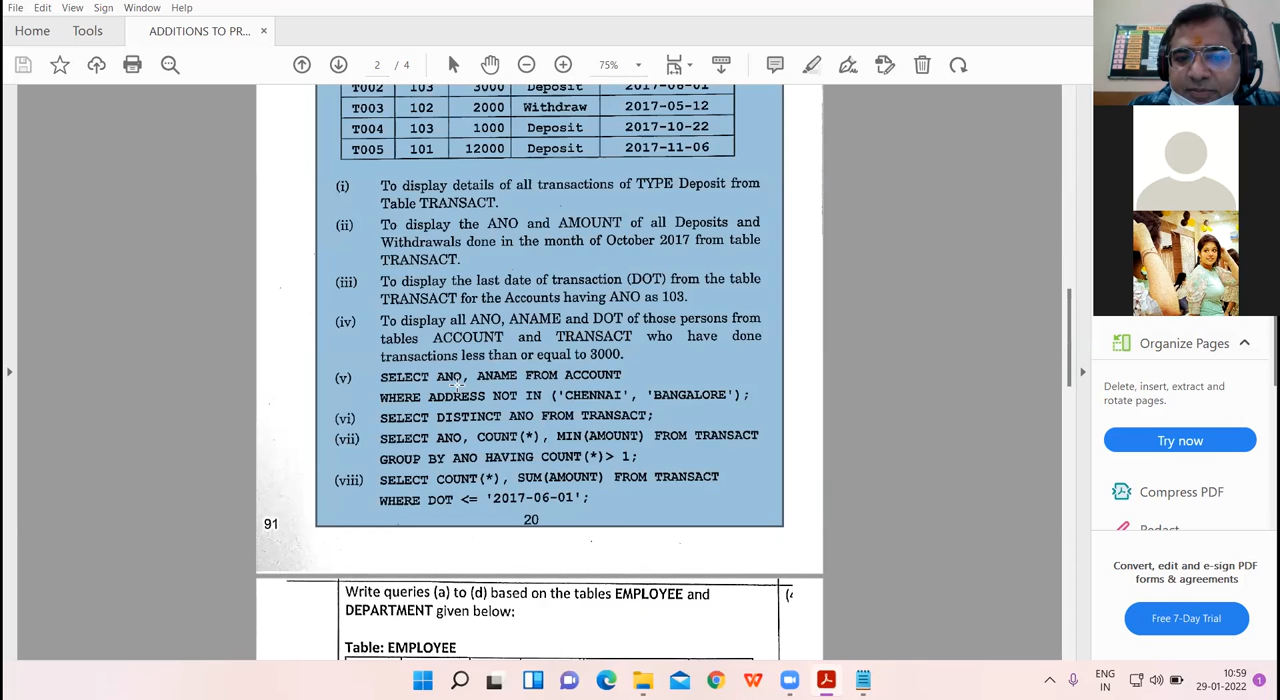 File Edit View Sign Window Help
Home Tools ADDITIONS TO PR... ×
2 / 4 75%
T002 103 3000 Deposit 2017-06-01
T003 102 2000 Withdraw 2017-05-12
T004 103 1000 Deposit 2017-10-22
T005 101 12000 Deposit 2017-11-06
(i) To display details of all transactions of TYPE Deposit from
Table TRANSACT.
(ii) To display the ANO and AMOUNT of all Deposits and
Withdrawals done in the month of October 2017 from table
TRANSACT.
(iii) To display the last date of transaction (DOT) from the table
TRANSACT for the Accounts having ANO as 103.
(iv) To display all ANO, ANAME and DOT of those persons from
tables ACCOUNT and TRANSACT who have done
transactions less than or equal to 3000.
(v) SELECT ANO, ANAME FROM ACCOUNT
WHERE ADDRESS NOT IN ('CHENNAI', 'BANGALORE');
(vi) SELECT DISTINCT ANO FROM TRANSACT;
(vii) SELECT ANO, COUNT(*), MIN(AMOUNT) FROM TRANSACT
GROUP BY ANO HAVING COUNT(*)> 1;
(viii) SELECT COUNT(*), SUM(AMOUNT) FROM TRANSACT
WHERE DOT <= '2017-06-01';
91 20
Write queries (a) to (d) based on the tables EMPLOYEE and
DEPARTMENT given below:
Table: EMPLOYEE
Organize Pages
Delete, insert, extract and
rotate pages.
Try now
Compress PDF
Redact
Convert, edit and e-sign PDF
forms & agreements
Free 7-Day Trial
ENG
IN
10:59
29-01-2022
1